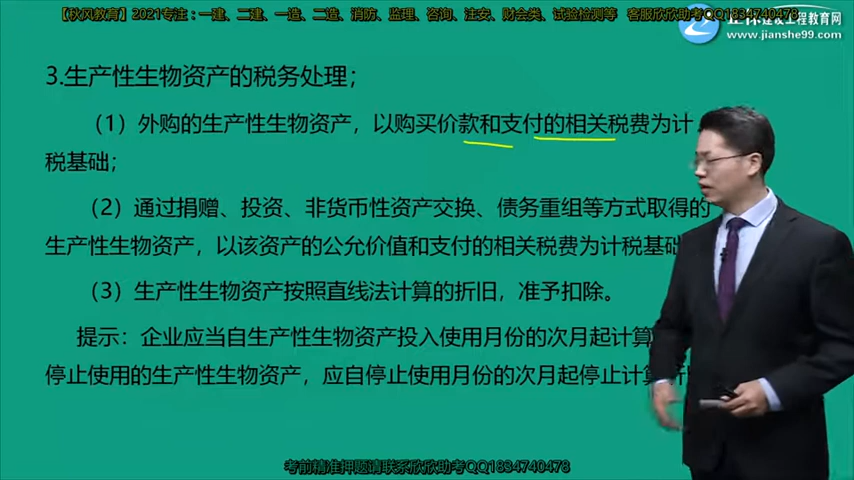 【秋风教育】2021专注：一建、二建、一造、二造、消防、监理、咨询、注安、财会类、试验检测等 客服欣欣助考QQ1834740478
建设工程教育网
www.jianshe99.com
3.生产性生物资产的税务处理；
（1）外购的生产性生物资产，以购买价款和支付的相关税费为计
税基础；
（2）通过捐赠、投资、非货币性资产交换、债务重组等方式取得的
生产性生物资产，以该资产的公允价值和支付的相关税费为计税基础
（3）生产性生物资产按照直线法计算的折旧，准予扣除。
提示：企业应当自生产性生物资产投入使用月份的次月起计算
停止使用的生产性生物资产，应自停止使用月份的次月起停止计算
考前精准押题请联系欣欣助考QQ1834740478